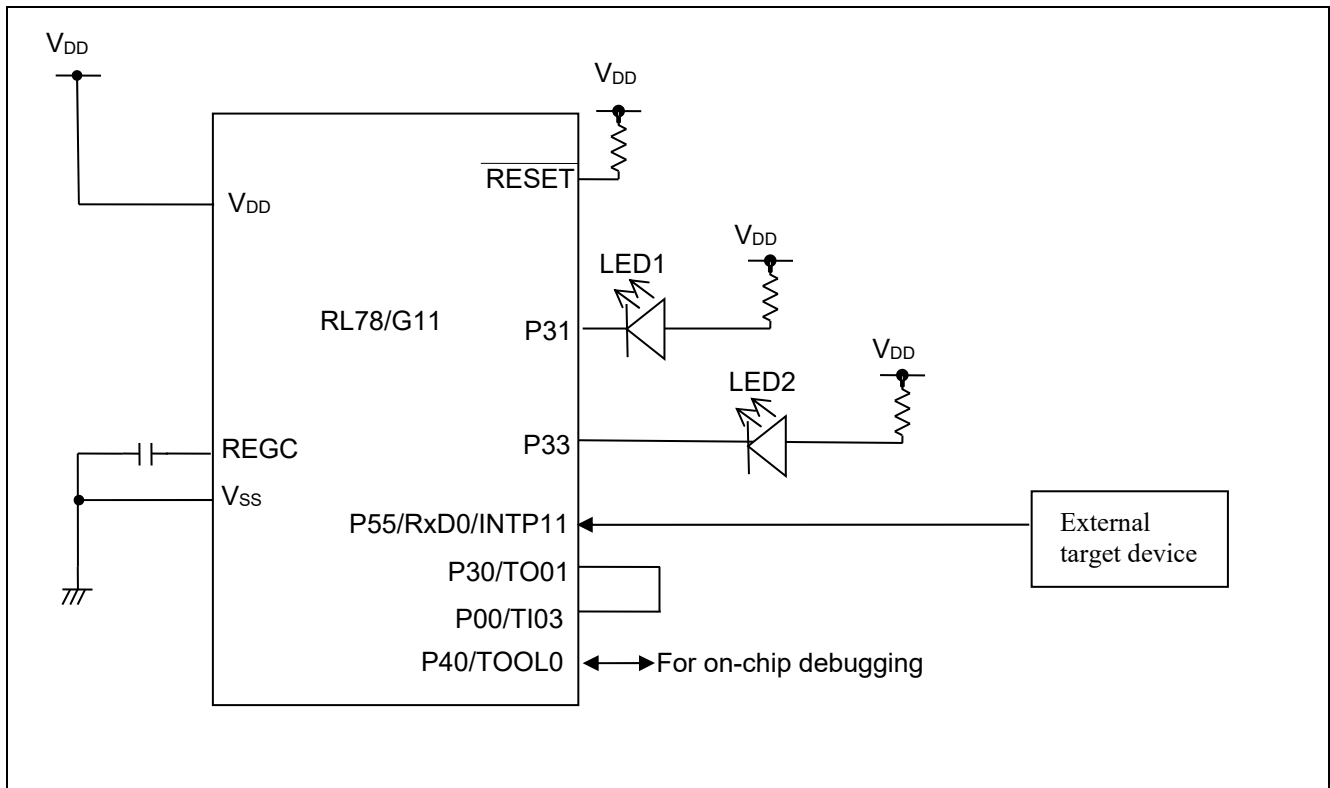 VDD
VDD
RESET
VDD
VDD
LED1
RL78/G11
P31
VDD
LED2
P33
REGC
VSS
P55/RxD0/INTP11
External
target device
P30/TO01
P00/TI03
P40/TOOL0
For on-chip debugging